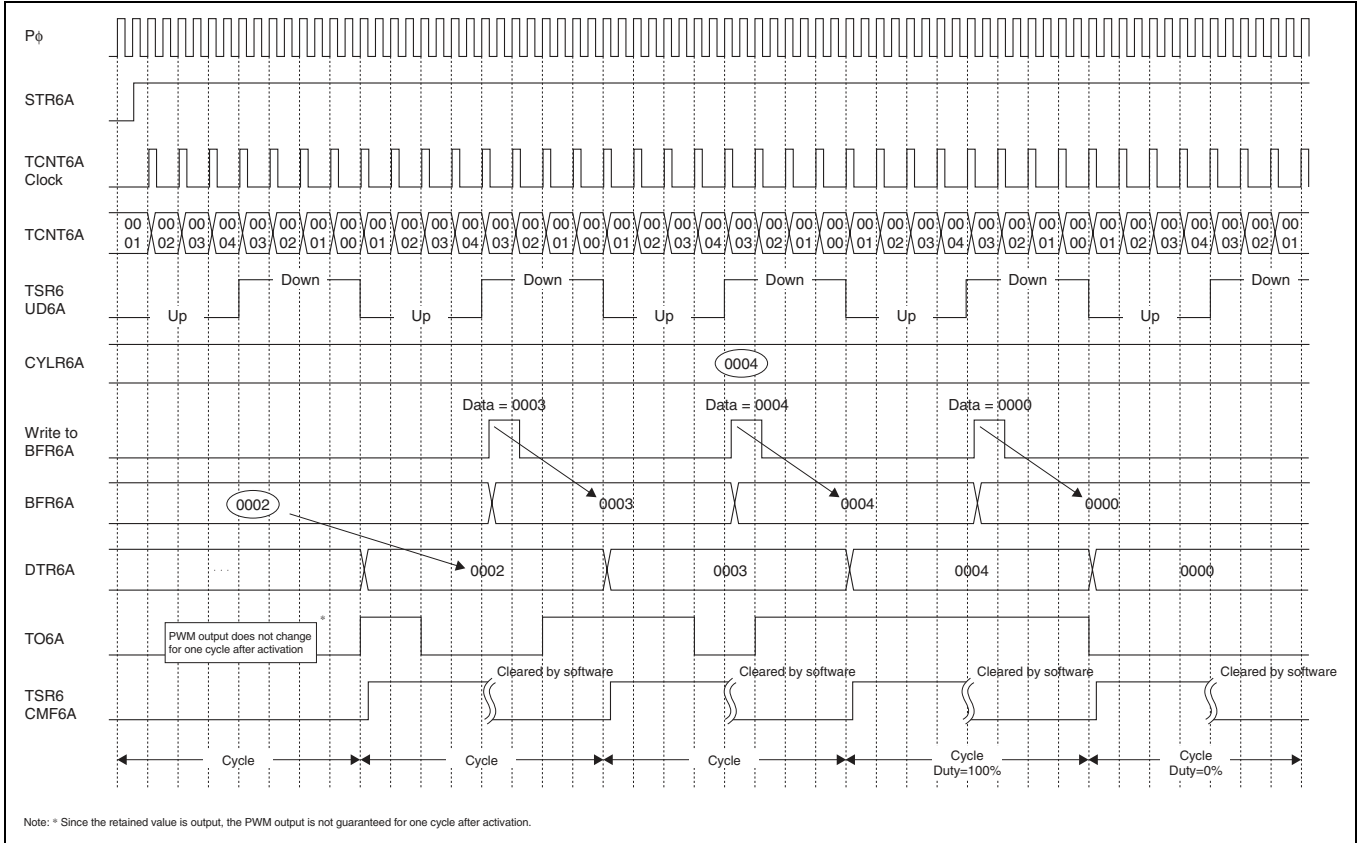 Pϕ
STR6A
TCNT6A
Clock
TCNT6A
00 00 00 00 00 00 00 00 00 00 00 00 00 00 00 00 00 00 00 00 00 00 00 00 00 00 00 00 00 00 00 00 00 00 00 00 00 00 00
01 02 03 04 03 02 01 00 01 02 03 04 03 02 01 00 01 02 03 04 03 02 01 00 01 02 03 04 03 02 01 00 01 02 03 04 03 02 01
TSR6
UD6A
Down Down Down Down Down
Up Up Up Up Up
CYLR6A
0004
Data = 0003 Data = 0004 Data = 0000
Write to
BFR6A
BFR6A
0002 0003 0004 0000
DTR6A
... 0002 0003 0004 0000
TO6A
PWM output does not change *
for one cycle after activation
TSR6
CMF6A
Cleared by software Cleared by software Cleared by software Cleared by software
Cycle Cycle Cycle Cycle Cycle
Duty=100% Duty=0%
Note: * Since the retained value is output, the PWM output is not guaranteed for one cycle after activation.